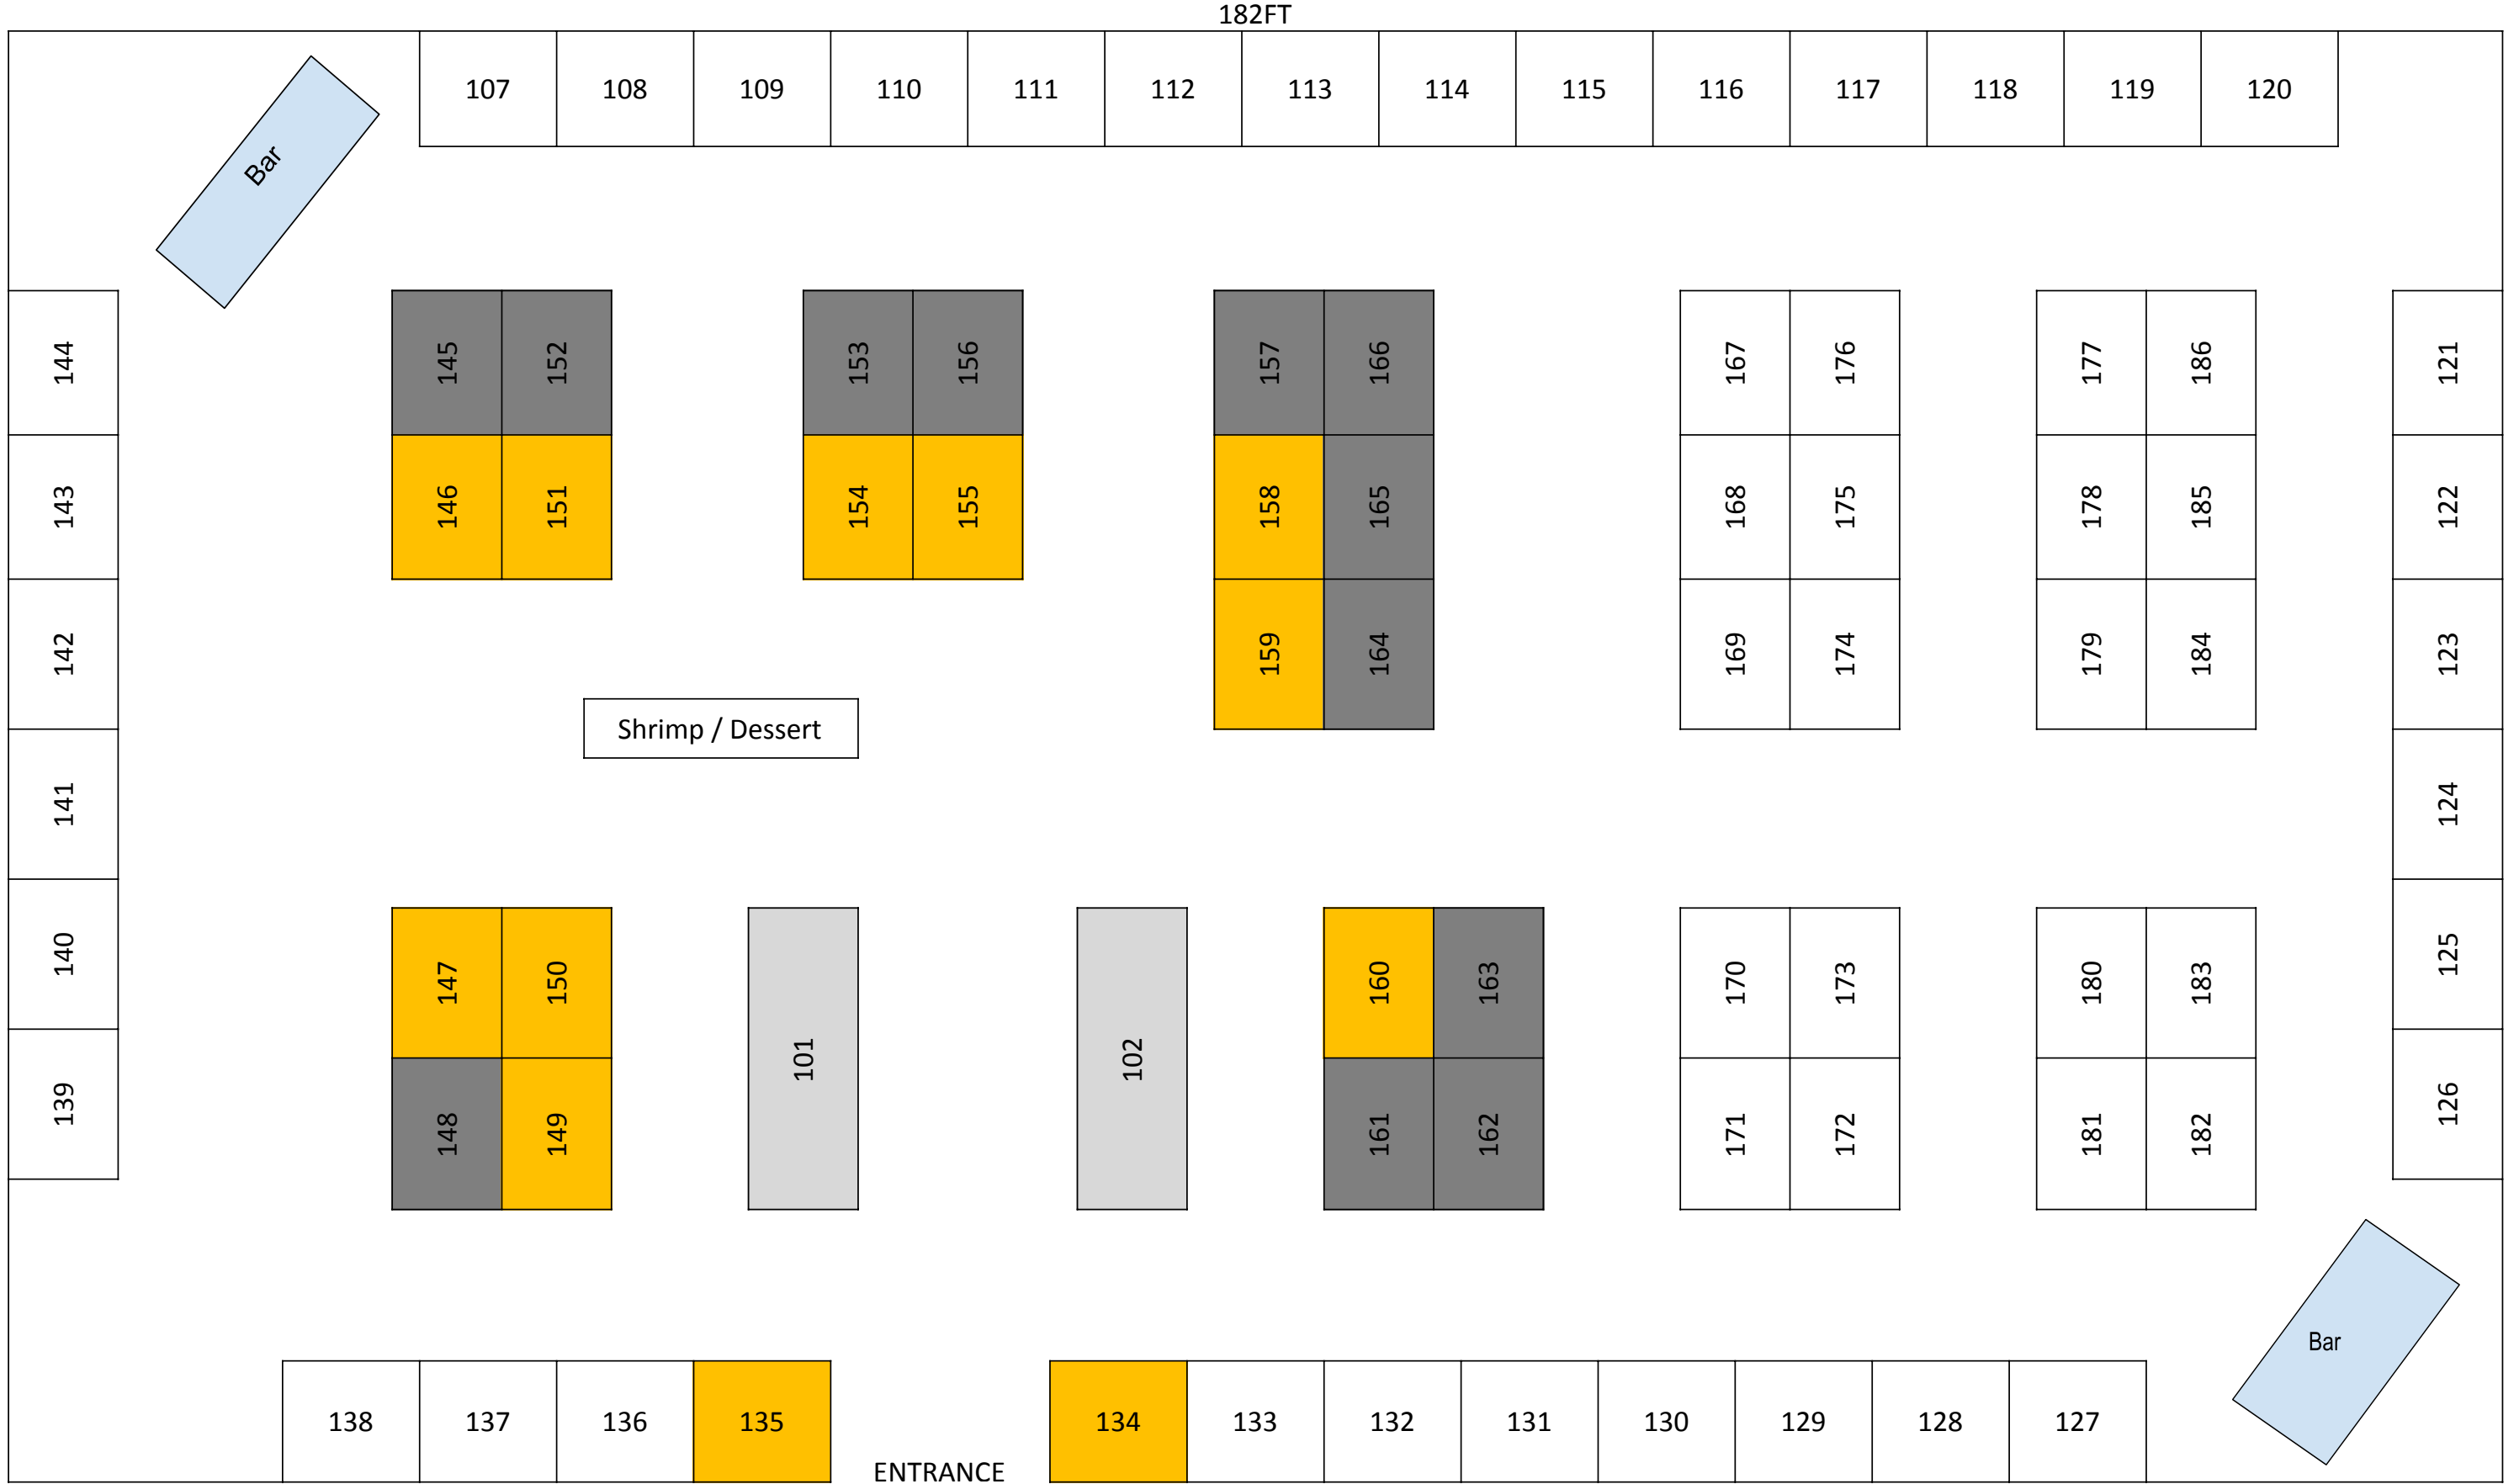 182FT
107 108 109 110 111 112 113 114 115 116 117 118 119 120
Bar
144 145 152 153 156 157 166 167 176 177 186 121
143 146 151 154 155 158 165 168 175 178 185 122
142 159 164 169 174 179 184 123
Shrimp / Dessert
141 124
140 147 150 160 163 170 173 180 183 125
101 102
139 148 149 161 162 171 172 181 182 126
Bar
138 137 136 135 134 133 132 131 130 129 128 127
ENTRANCE